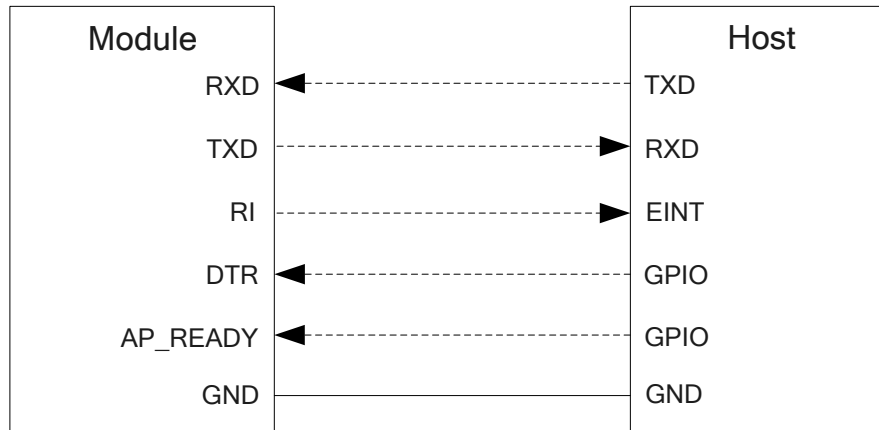 Module Host
RXD TXD
TXD RXD
RI EINT
DTR GPIO
AP_READY GPIO
GND GND